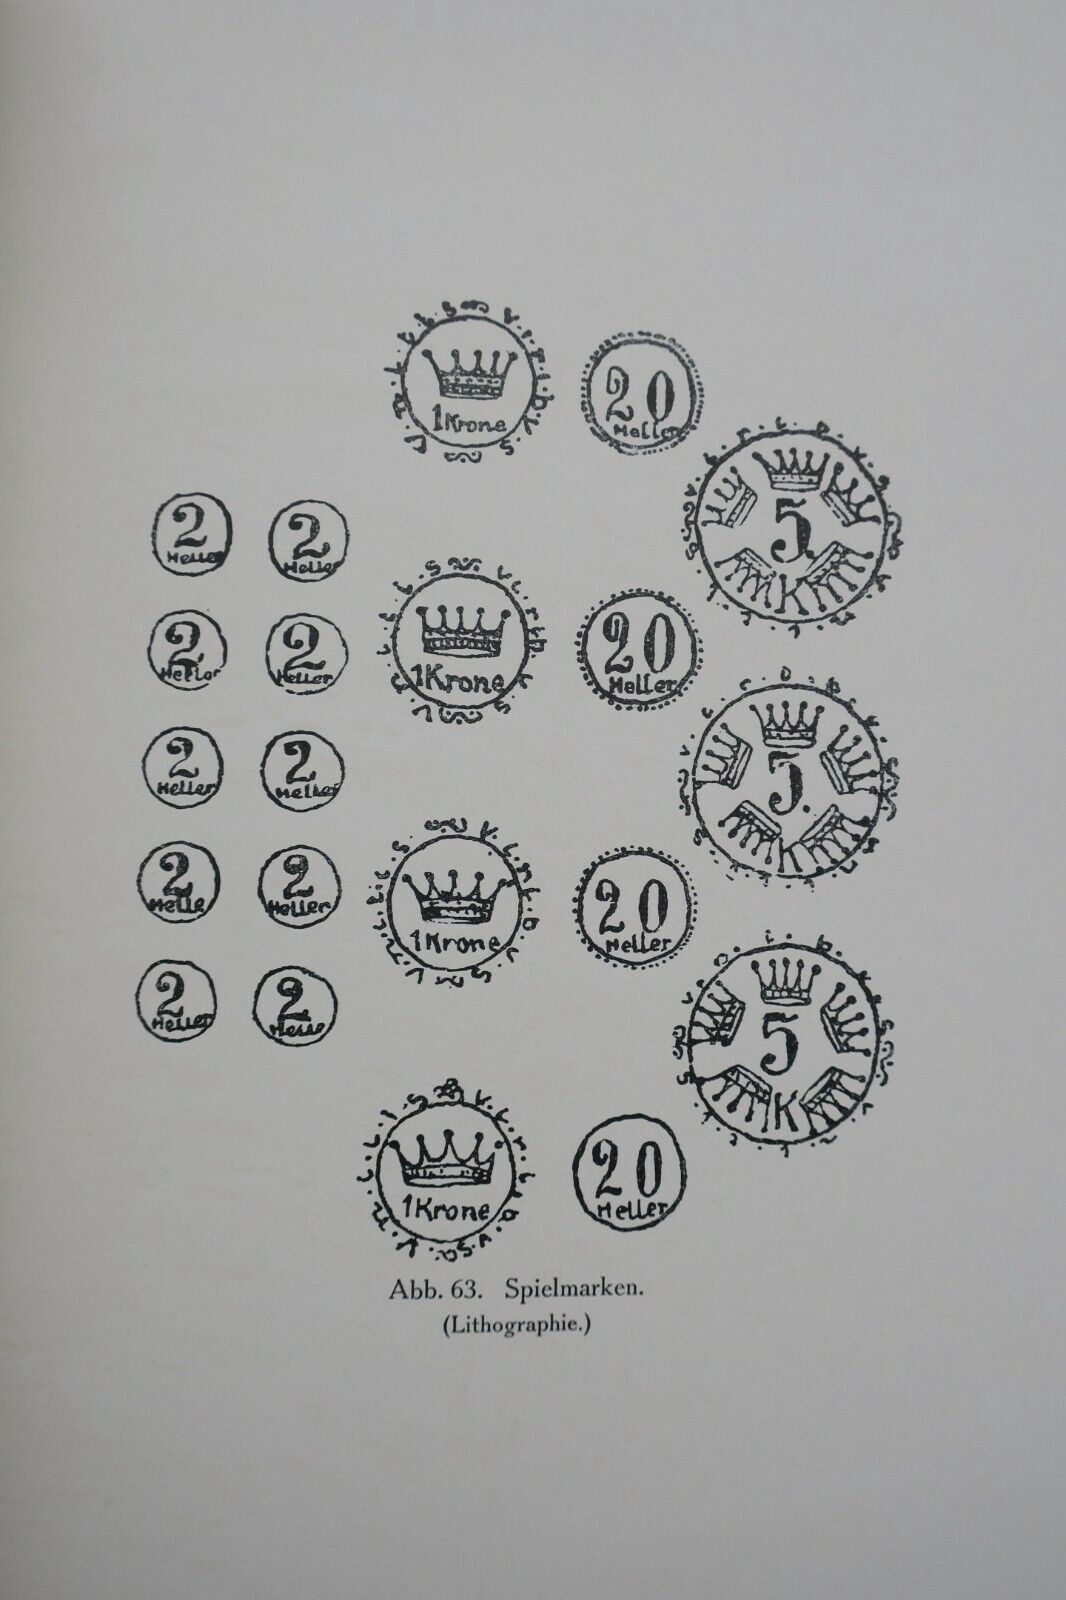 1 Krone
20
Heller
5.
K
2
Heller
2
Heller
1 Krone
20
Heller
2
Heller
2
Heller
5.
K
2
Heller
2
Heller
1 Krone
20
Heller
2
Helle
2
Heller
5
K
2
Heller
2
1 Krone
20
Heller
Abb. 63. Spielmarken.
(Lithographie.)